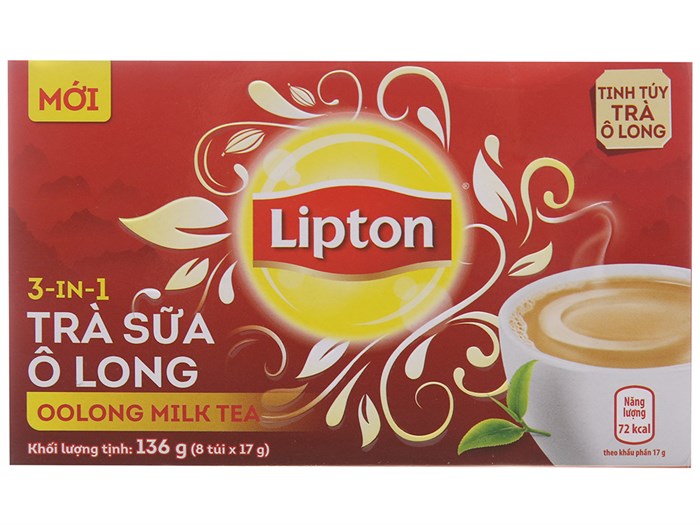 MỚI
TINH TÚY
TRÀ
Ô LONG
Lipton
®
3-IN-1
TRÀ SỮA
Ô LONG
OOLONG MILK TEA
Khối lượng tịnh: 136 g (8 túi x 17 g)
Năng
lượng
72 kcal
theo khẩu phần 17 g